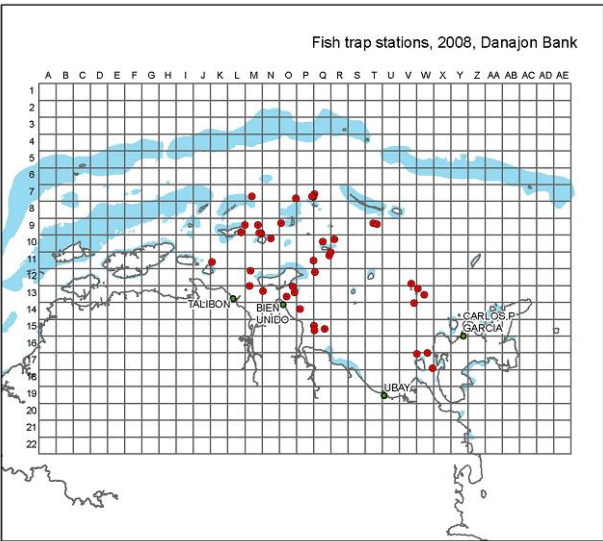 Fish trap stations, 2008, Danajon Bank
A B C D E F G H I J K L M N O P Q R S T U V W X Y Z AA AB AC AD AE
1
2
3
4
5
6
7
8
9
10
11
12
13
14
15
16
17
18
19
20
21
22
TALIBON
BIEN
UNIDO
CARLOS P.
GARCIA
UBAY